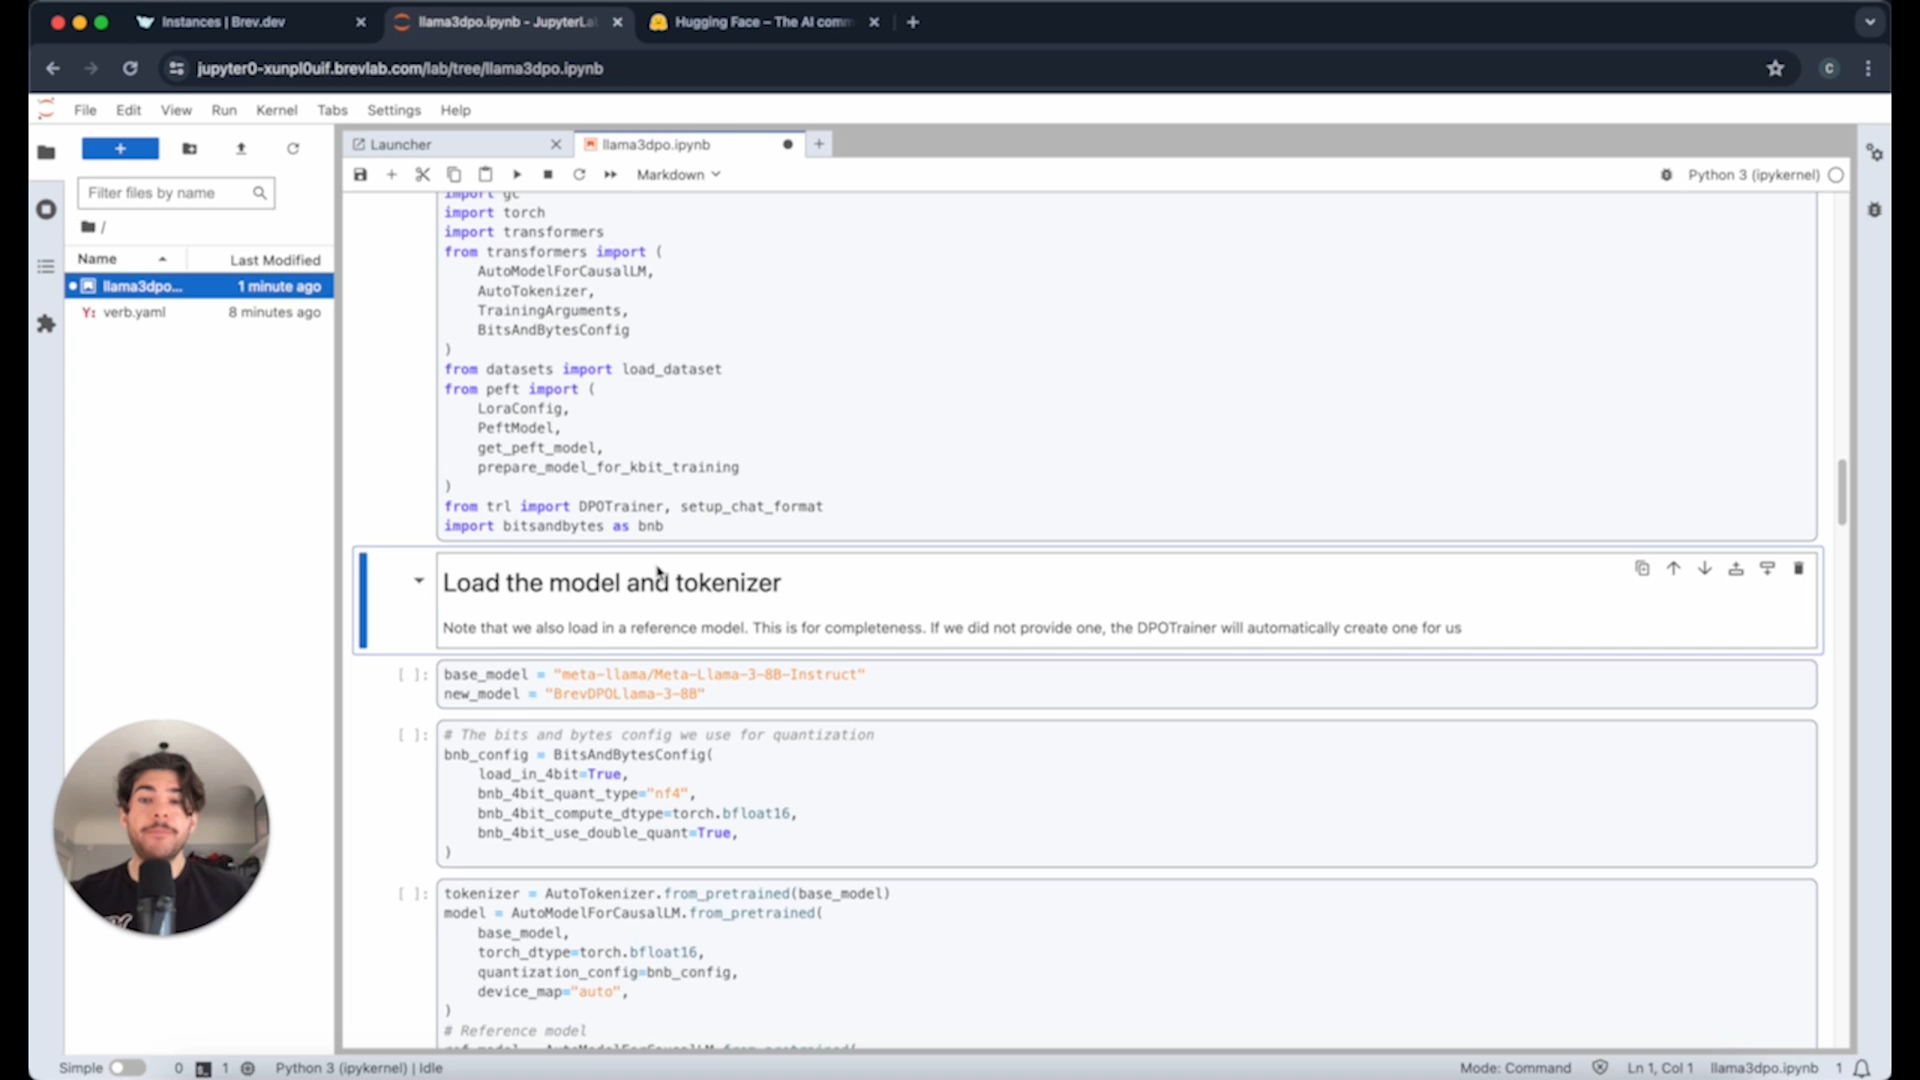 Instances | Brev.dev
llama3dpo.ipynb - JupyterLa
Hugging Face – The AI comm
jupyter0-xunpl0uif.brevlab.com/lab/tree/llama3dpo.ipynb
C
File Edit View Run Kernel Tabs Settings Help
Launcher
llama3dpo.ipynb
Markdown
Python 3 (ipykernel)
Filter files by name
/
Name Last Modified
llama3dpo... 1 minute ago
Y: verb.yaml 8 minutes ago
import gc
import torch
import transformers
from transformers import (
AutoModelForCausalLM,
AutoTokenizer,
TrainingArguments,
BitsAndBytesConfig
)
from datasets import load_dataset
from peft import (
LoraConfig,
PeftModel,
get_peft_model,
prepare_model_for_kbit_training
)
from trl import DPOTrainer, setup_chat_format
import bitsandbytes as bnb
Load the model and tokenizer
Note that we also load in a reference model. This is for completeness. If we did not provide one, the DPOTrainer will automatically create one for us
[ ]: base_model = "meta-llama/Meta-Llama-3-8B-Instruct"
new_model = "BrevDPOLlama-3-8B"
[ ]: # The bits and bytes config we use for quantization
bnb_config = BitsAndBytesConfig(
load_in_4bit=True,
bnb_4bit_quant_type="nf4",
bnb_4bit_compute_dtype=torch.bfloat16,
bnb_4bit_use_double_quant=True,
)
[ ]: tokenizer = AutoTokenizer.from_pretrained(base_model)
model = AutoModelForCausalLM.from_pretrained(
base_model,
torch_dtype=torch.bfloat16,
quantization_config=bnb_config,
device_map="auto",
)
# Reference model
ref_model = AutoModelForCausalLM.from_pretrained(
Simple 0 1 Python 3 (ipykernel) | Idle
Mode: Command Ln 1, Col 1 llama3dpo.ipynb 1